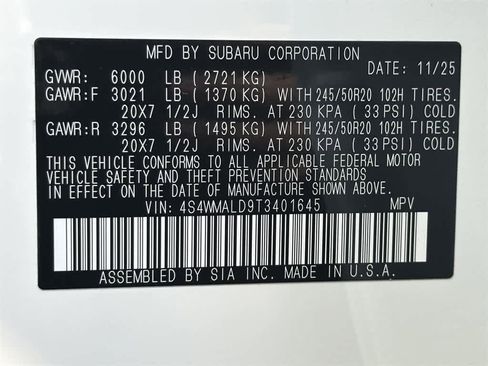 MFD BY SUBARU CORPORATION
DATE: 11/25
GVWR: 6000 LB (2721 KG)
GAWR:F 3021 LB (1370 KG) WITH 245/50R20 102H TIRES.
20X7 1/2J RIMS. AT 230 KPA (33 PSI) COLD
GAWR:R 3296 LB (1495 KG) WITH 245/50R20 102H TIRES.
20X7 1/2J RIMS. AT 230 KPA (33 PSI) COLD
THIS VEHICLE CONFORMS TO ALL APPLICABLE FEDERAL MOTOR
VEHICLE SAFETY AND THEFT PREVENTION STANDARDS IN
EFFECT ON THE DATE OF MANUFACTURE SHOWN ABOVE.
VIN: 4S4WMALD9T3401645 MPV
ASSEMBLED BY SIA INC. MADE IN U.S.A.